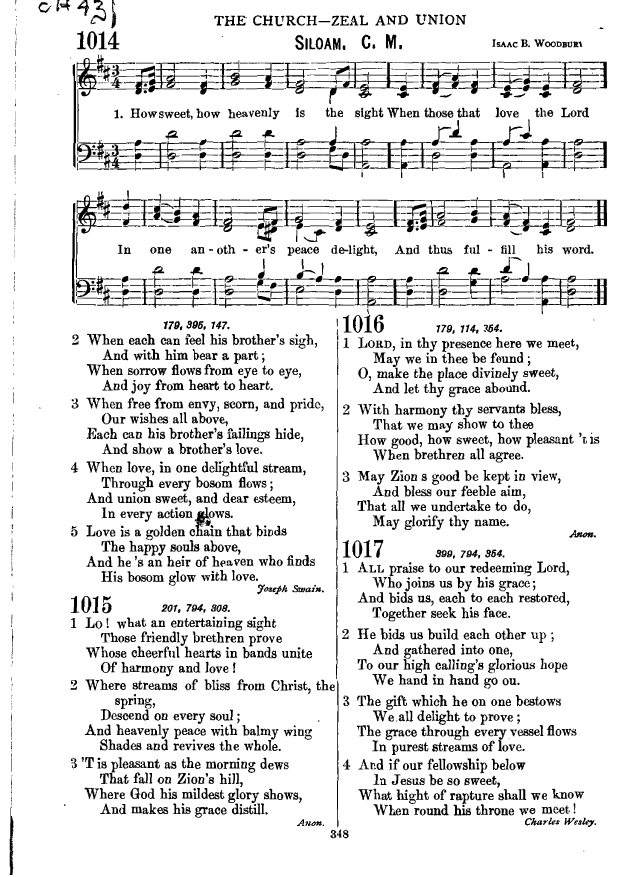 CH 43
THE CHURCH—ZEAL AND UNION
1014
SILOAM. C. M.
ISAAC B. WOODBURY
1. How sweet, how heavenly is the sight When those that love the Lord
In one an-oth-er's peace de-light, And thus ful-fill his word.
179, 395, 147.
2 When each can feel his brother's sigh,
And with him bear a part;
When sorrow flows from eye to eye,
And joy from heart to heart.
3 When free from envy, scorn, and pride,
Our wishes all above,
Each can his brother's failings hide,
And show a brother's love.
4 When love, in one delightful stream,
Through every bosom flows;
And union sweet, and dear esteem,
In every action glows.
5 Love is a golden chain that binds
The happy souls above,
And he 's an heir of heaven who finds
His bosom glow with love.
Joseph Swain.
1015
201, 794, 308.
1 Lo! what an entertaining sight
Those friendly brethren prove
Whose cheerful hearts in bands unite
Of harmony and love!
2 Where streams of bliss from Christ, the
spring,
Descend on every soul;
And heavenly peace with balmy wing
Shades and revives the whole.
3 'T is pleasant as the morning dews
That fall on Zion's hill,
Where God his mildest glory shows,
And makes his grace distill.
Anon.
1016
179, 114, 354.
1 LORD, in thy presence here we meet,
May we in thee be found;
O, make the place divinely sweet,
And let thy grace abound.
2 With harmony thy servants bless,
That we may show to thee
How good, how sweet, how pleasant 't is
When brethren all agree.
3 May Zion s good be kept in view,
And bless our feeble aim,
That all we undertake to do,
May glorify thy name.
Anon.
1017
399, 794, 354.
1 ALL praise to our redeeming Lord,
Who joins us by his grace;
And bids us, each to each restored,
Together seek his face.
2 He bids us build each other up;
And gathered into one,
To our high calling's glorious hope
We hand in hand go on.
3 The gift which he on one bestows
We all delight to prove;
The grace through every vessel flows
In purest streams of love.
4 And if our fellowship below
In Jesus be so sweet,
What hight of rapture shall we know
When round his throne we meet!
Charles Wesley.
348